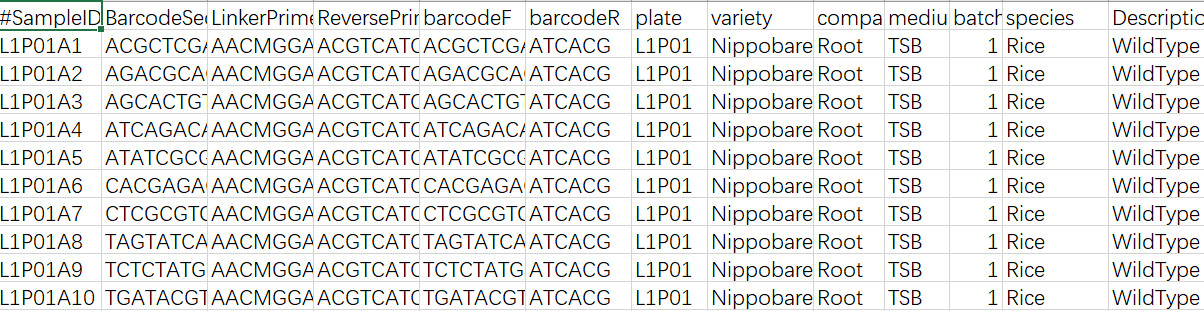 #SampleID BarcodeSec LinkerPrime ReversePrin barcodeF barcodeR plate variety compa mediu batch species Descriptio
L1P01A1 ACGCTCGA AACMGGA ACGTCATC ACGCTCGA ATCACG L1P01 Nippobare Root TSB 1 Rice WildType
L1P01A2 AGACGCA AACMGGA ACGTCATC AGACGCA ATCACG L1P01 Nippobare Root TSB 1 Rice WildType
L1P01A3 AGCACTGT AACMGGA ACGTCATC AGCACTGT ATCACG L1P01 Nippobare Root TSB 1 Rice WildType
L1P01A4 ATCAGACA AACMGGA ACGTCATC ATCAGACA ATCACG L1P01 Nippobare Root TSB 1 Rice WildType
L1P01A5 ATATCGCG AACMGGA ACGTCATC ATATCGCG ATCACG L1P01 Nippobare Root TSB 1 Rice WildType
L1P01A6 CACGAGA AACMGGA ACGTCATC CACGAGA ATCACG L1P01 Nippobare Root TSB 1 Rice WildType
L1P01A7 CTCGCGTC AACMGGA ACGTCATC CTCGCGTC ATCACG L1P01 Nippobare Root TSB 1 Rice WildType
L1P01A8 TAGTATCA AACMGGA ACGTCATC TAGTATCA ATCACG L1P01 Nippobare Root TSB 1 Rice WildType
L1P01A9 TCTCTATG AACMGGA ACGTCATC TCTCTATG ATCACG L1P01 Nippobare Root TSB 1 Rice WildType
L1P01A10 TGATACGT AACMGGA ACGTCATC TGATACGT ATCACG L1P01 Nippobare Root TSB 1 Rice WildType